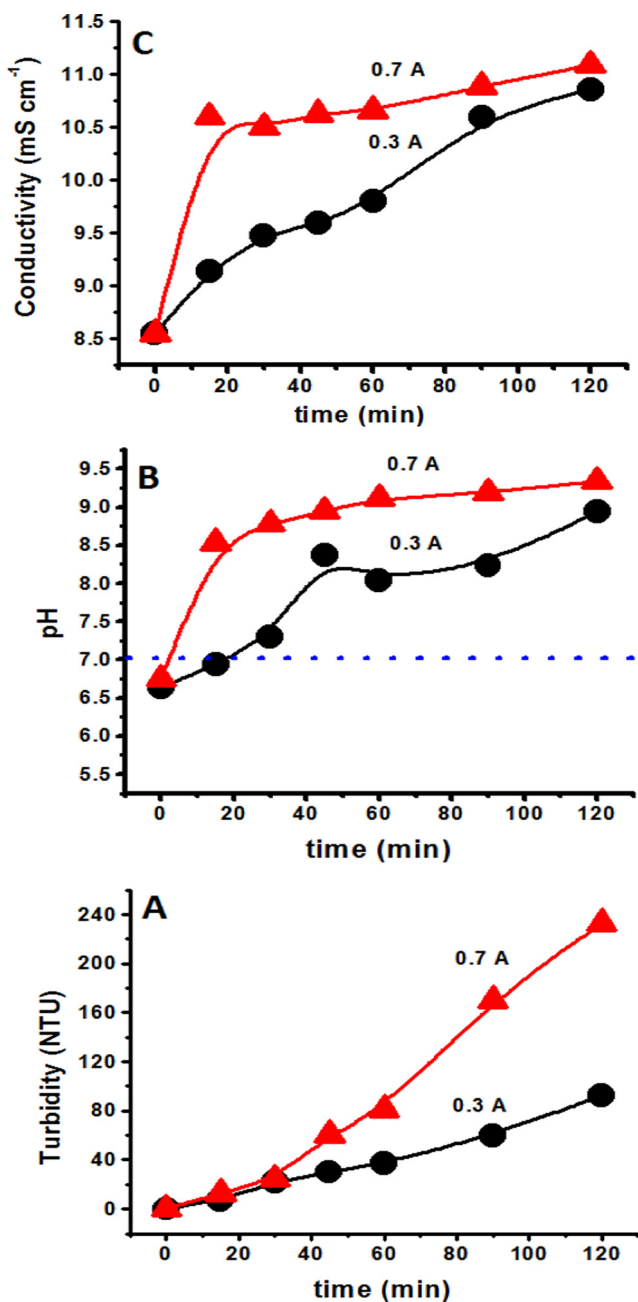 C
0.7 A
0.3 A
Conductivity (mS cm⁻¹)
11.0
10.5
10.0
9.5
9.0
8.5
0 20 40 60 80 100 120
time (min)
B
0.7 A
0.3 A
pH
9.5
9.0
8.5
8.0
7.5
7.0
6.5
6.0
5.5
0 20 40 60 80 100 120
time (min)
A
0.7 A
0.3 A
Turbidity (NTU)
240
200
160
120
80
40
0
0 20 40 60 80 100 120
time (min)